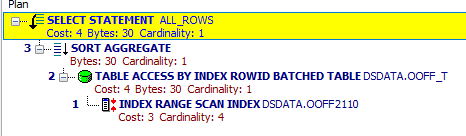 Plan
SELECT STATEMENT ALL_ROWS
Cost: 4 Bytes: 30 Cardinality: 1
3 SORT AGGREGATE
Bytes: 30 Cardinality: 1
2 TABLE ACCESS BY INDEX ROWID BATCHED TABLE DSDATA.OOFF_T
Cost: 4 Bytes: 30 Cardinality: 1
1 INDEX RANGE SCAN INDEX DSDATA.OOFF2110
Cost: 3 Cardinality: 4